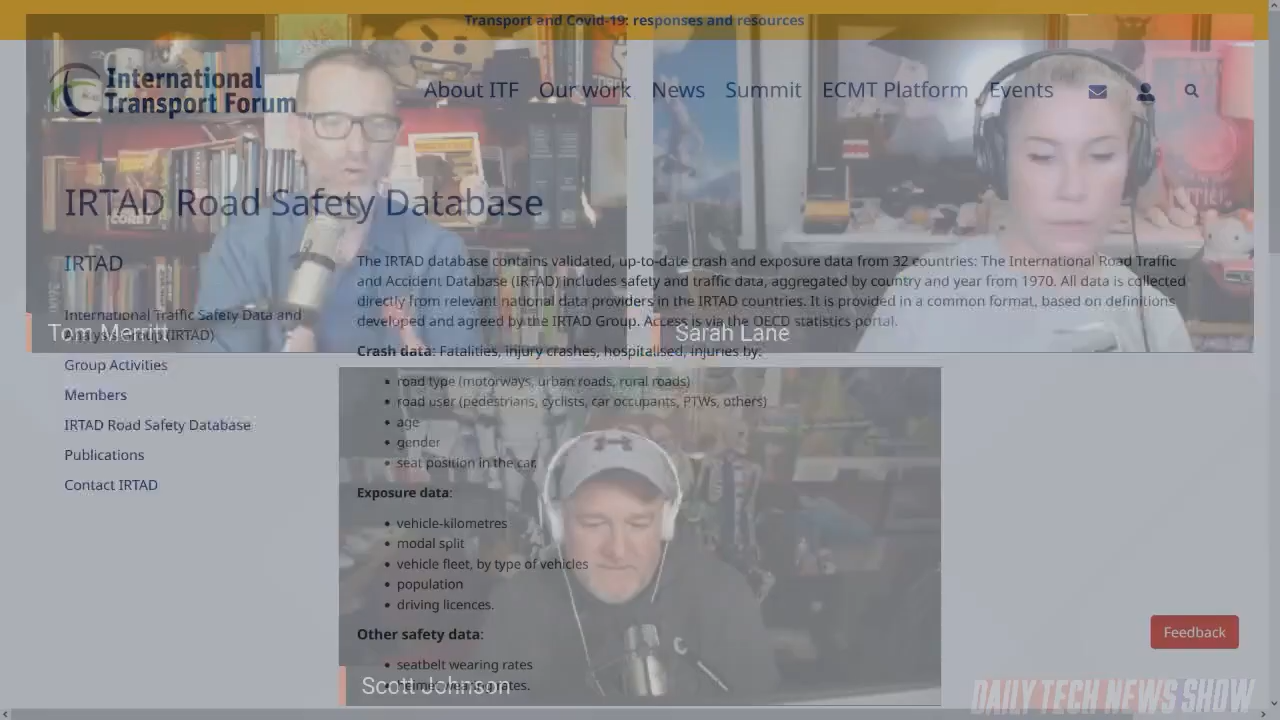 Transport and Covid-19: responses and resources
International
Transport Forum
About ITF Our work News Summit ECMT Platform Events
IRTAD Road Safety Database
IRTAD
International Traffic Safety Data and
Analysis Group (IRTAD)
Group Activities
Members
IRTAD Road Safety Database
Publications
Contact IRTAD
The IRTAD database contains validated, up-to-date crash and exposure data from 32 countries: The International Road Traffic
and Accident Database (IRTAD) includes safety and traffic data, aggregated by country and year from 1970. All data is collected
directly from relevant national data providers in the IRTAD countries. It is provided in a common format, based on definitions
developed and agreed by the IRTAD Group. Access is via the OECD statistics portal.
Crash data: Fatalities, injury crashes, hospitalised, injuries by:
road type (motorways, urban roads, rural roads)
road user (pedestrians, cyclists, car occupants, PTWs, others)
age
gender
seat position in the car.
Exposure data:
vehicle-kilometres
modal split
vehicle fleet, by type of vehicles
population
driving licences.
Other safety data:
seatbelt wearing rates
helmet wearing rates.
Tom Merritt
Sarah Lane
Scott Johnson
Feedback
DAILY TECH NEWS SHOW